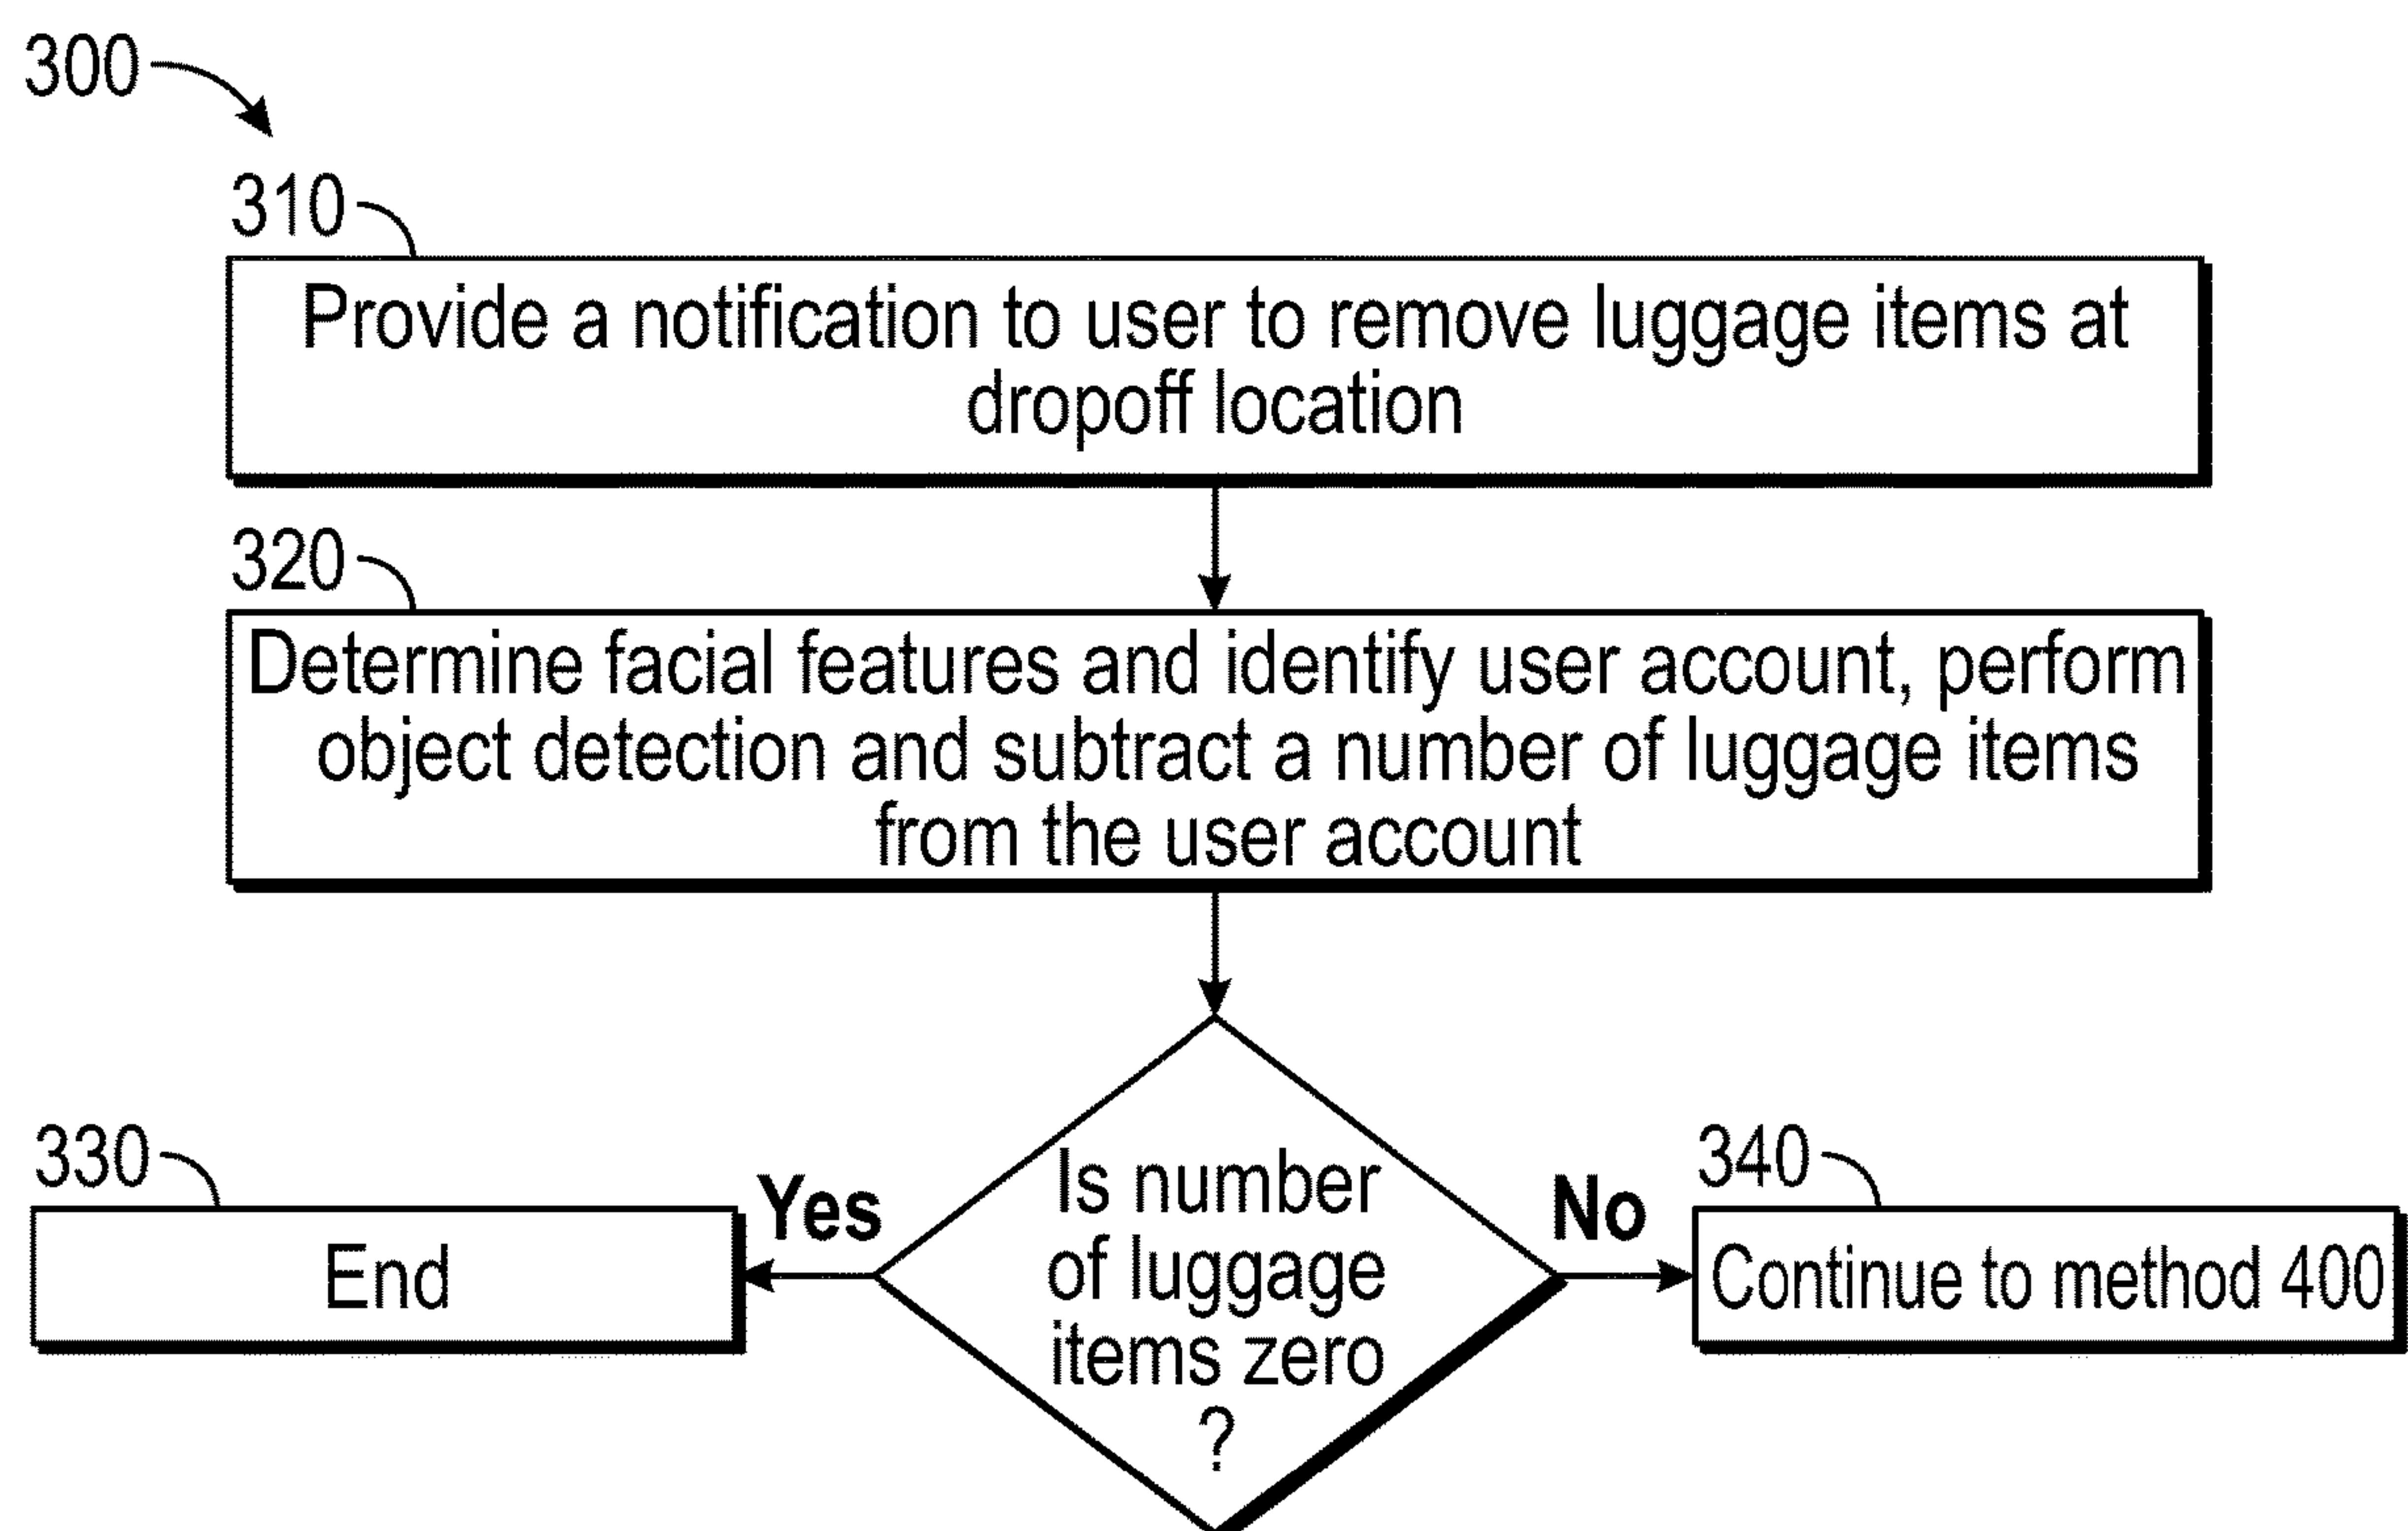 300
310
Provide a notification to user to remove luggage items at
dropoff location
320
Determine facial features and identify user account, perform
object detection and subtract a number of luggage items
from the user account
330
End
Yes
Is number
of luggage
items zero
?
No
340
Continue to method 400